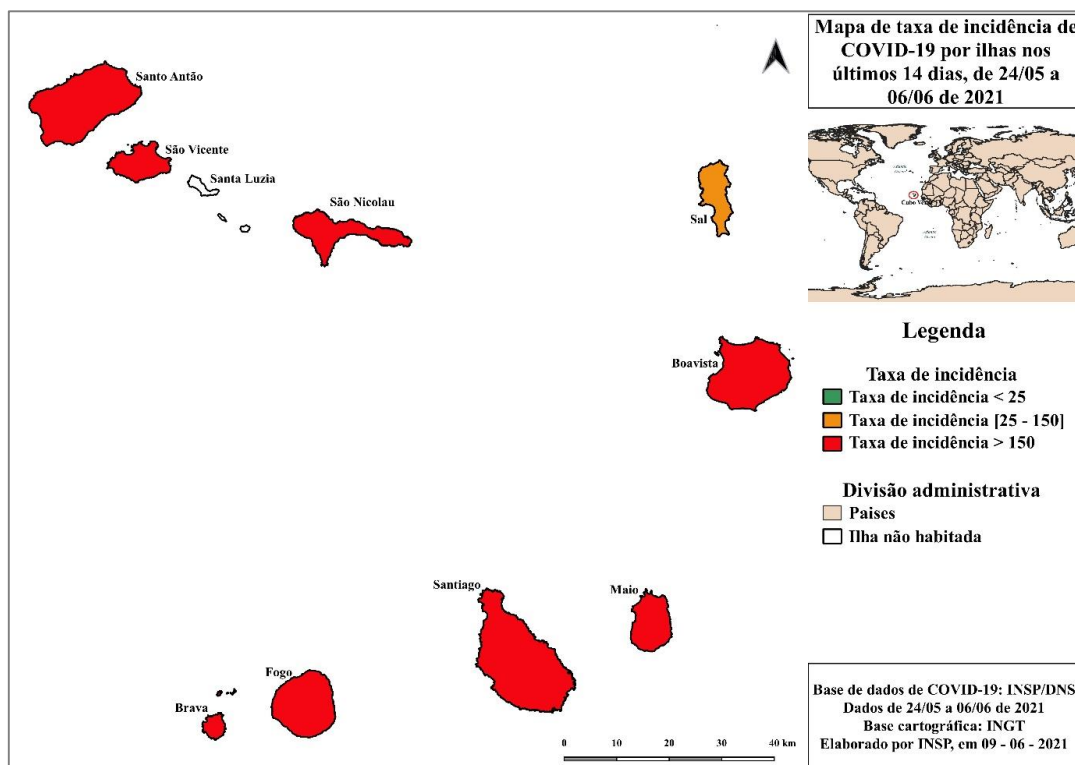 Mapa de taxa de incidência de
COVID-19 por ilhas nos
últimos 14 dias, de 24/05 a
06/06 de 2021
Santo Antão
São Vicente
Santa Luzia
São Nicolau
Sal
Boavista
Santiago
Maio
Fogo
Brava
Legenda
Taxa de incidência
Taxa de incidência < 25
Taxa de incidência [25 - 150]
Taxa de incidência > 150
Divisão administrativa
Paises
Ilha não habitada
0 10 20 30 40 km
Base de dados de COVID-19: INSP/DNS
Dados de 24/05 a 06/06 de 2021
Base cartográfica: INGT
Elaborado por INSP, em 09 - 06 - 2021